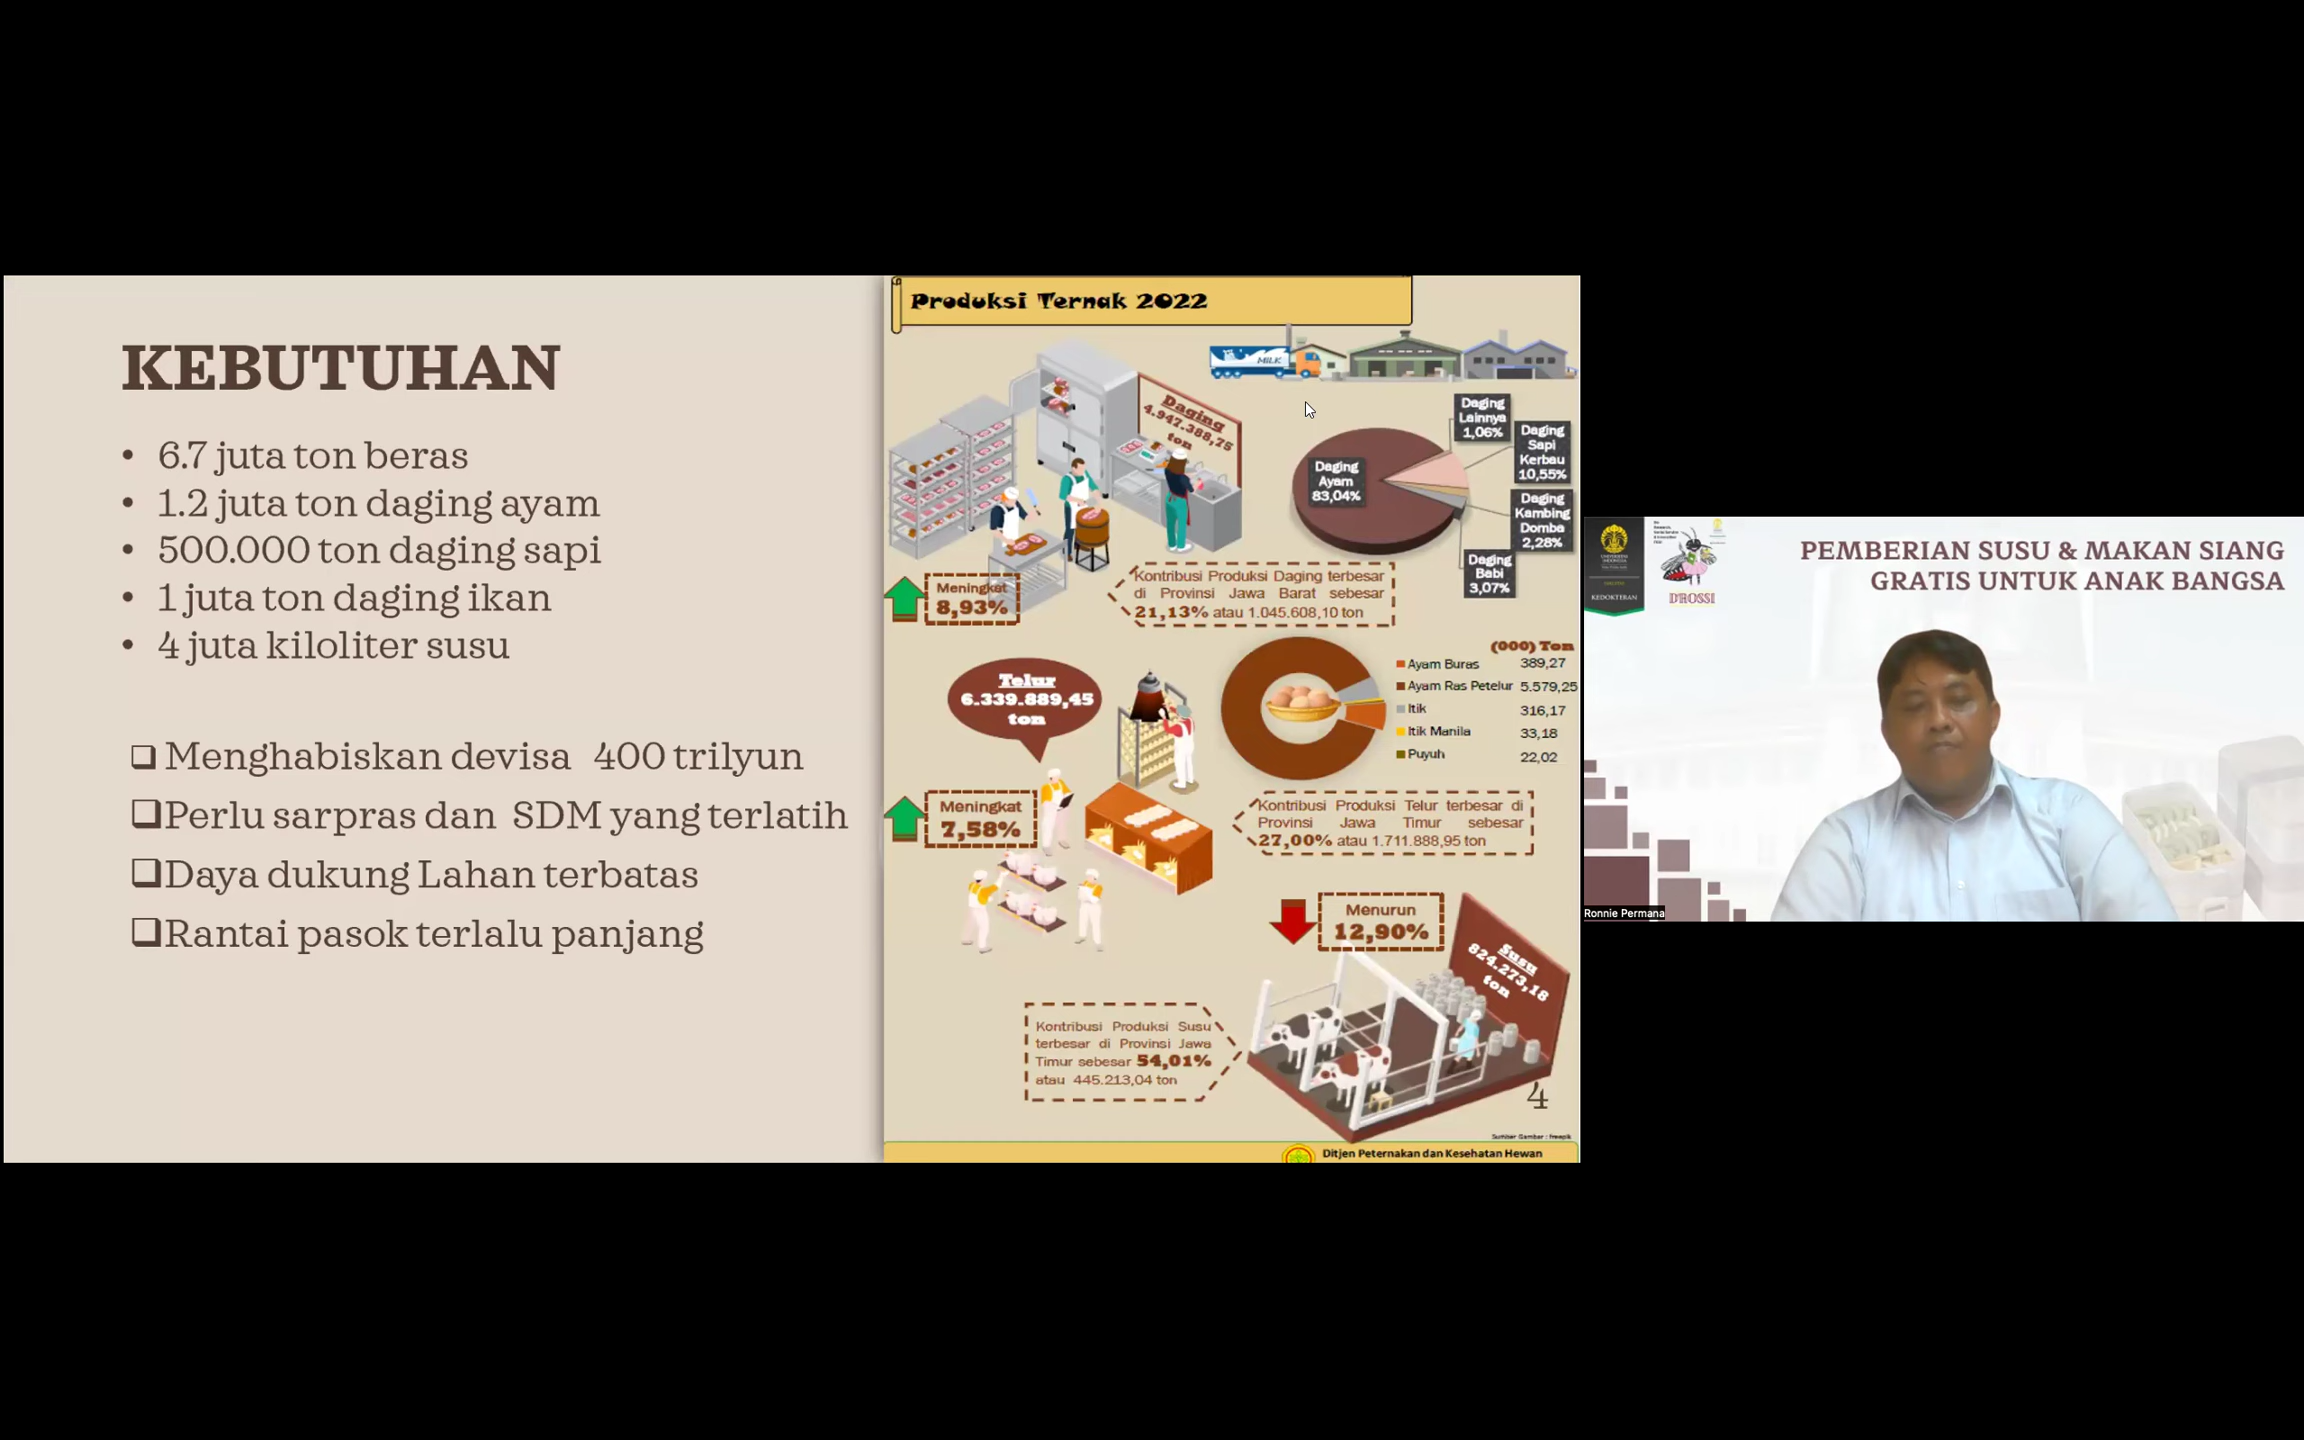 KEBUTUHAN
• 6.7 juta ton beras
• 1.2 juta ton daging ayam
• 500.000 ton daging sapi
• 1 juta ton daging ikan
• 4 juta kiloliter susu
❑ Menghabiskan devisa 400 trilyun
❑Perlu sarpras dan SDM yang terlatih
❑Daya dukung Lahan terbatas
❑Rantai pasok terlalu panjang
Produksi Ternak 2022
MILK
Daging
4.947.388,75
ton
Daging
Lainnya
1,06%
Daging
Sapi
Kerbau
10,55%
Daging
Ayam
83,04%
Daging
Kambing
Domba
2,28%
Daging
Babi
3,07%
Meningkat
8,93%
Kontribusi Produksi Daging terbesar
di Provinsi Jawa Barat sebesar
21,13% atau 1.045.608,10 ton
Telur
6.339.889,45
ton
(000) Ton
Ayam Buras 389,27
Ayam Ras Petelur 5.579,25
Itik 316,17
Itik Manila 33,18
Puyuh 22,02
Meningkat
7,58%
Kontribusi Produksi Telur terbesar di
Provinsi Jawa Timur sebesar
27,00% atau 1.711.888,95 ton
Menurun
12,90%
Susu
824.273,18
ton
Kontribusi Produksi Susu
terbesar di Provinsi Jawa
Timur sebesar 54,01%
atau 445.213,04 ton
4
Sumber Gambar : freepik
Ditjen Peternakan dan Kesehatan Hewan
PEMBERIAN SUSU & MAKAN SIANG
GRATIS UNTUK ANAK BANGSA
UNIVERSITAS
INDONESIA
KEDOKTERAN
D'ROSSI
Ronnie Permana